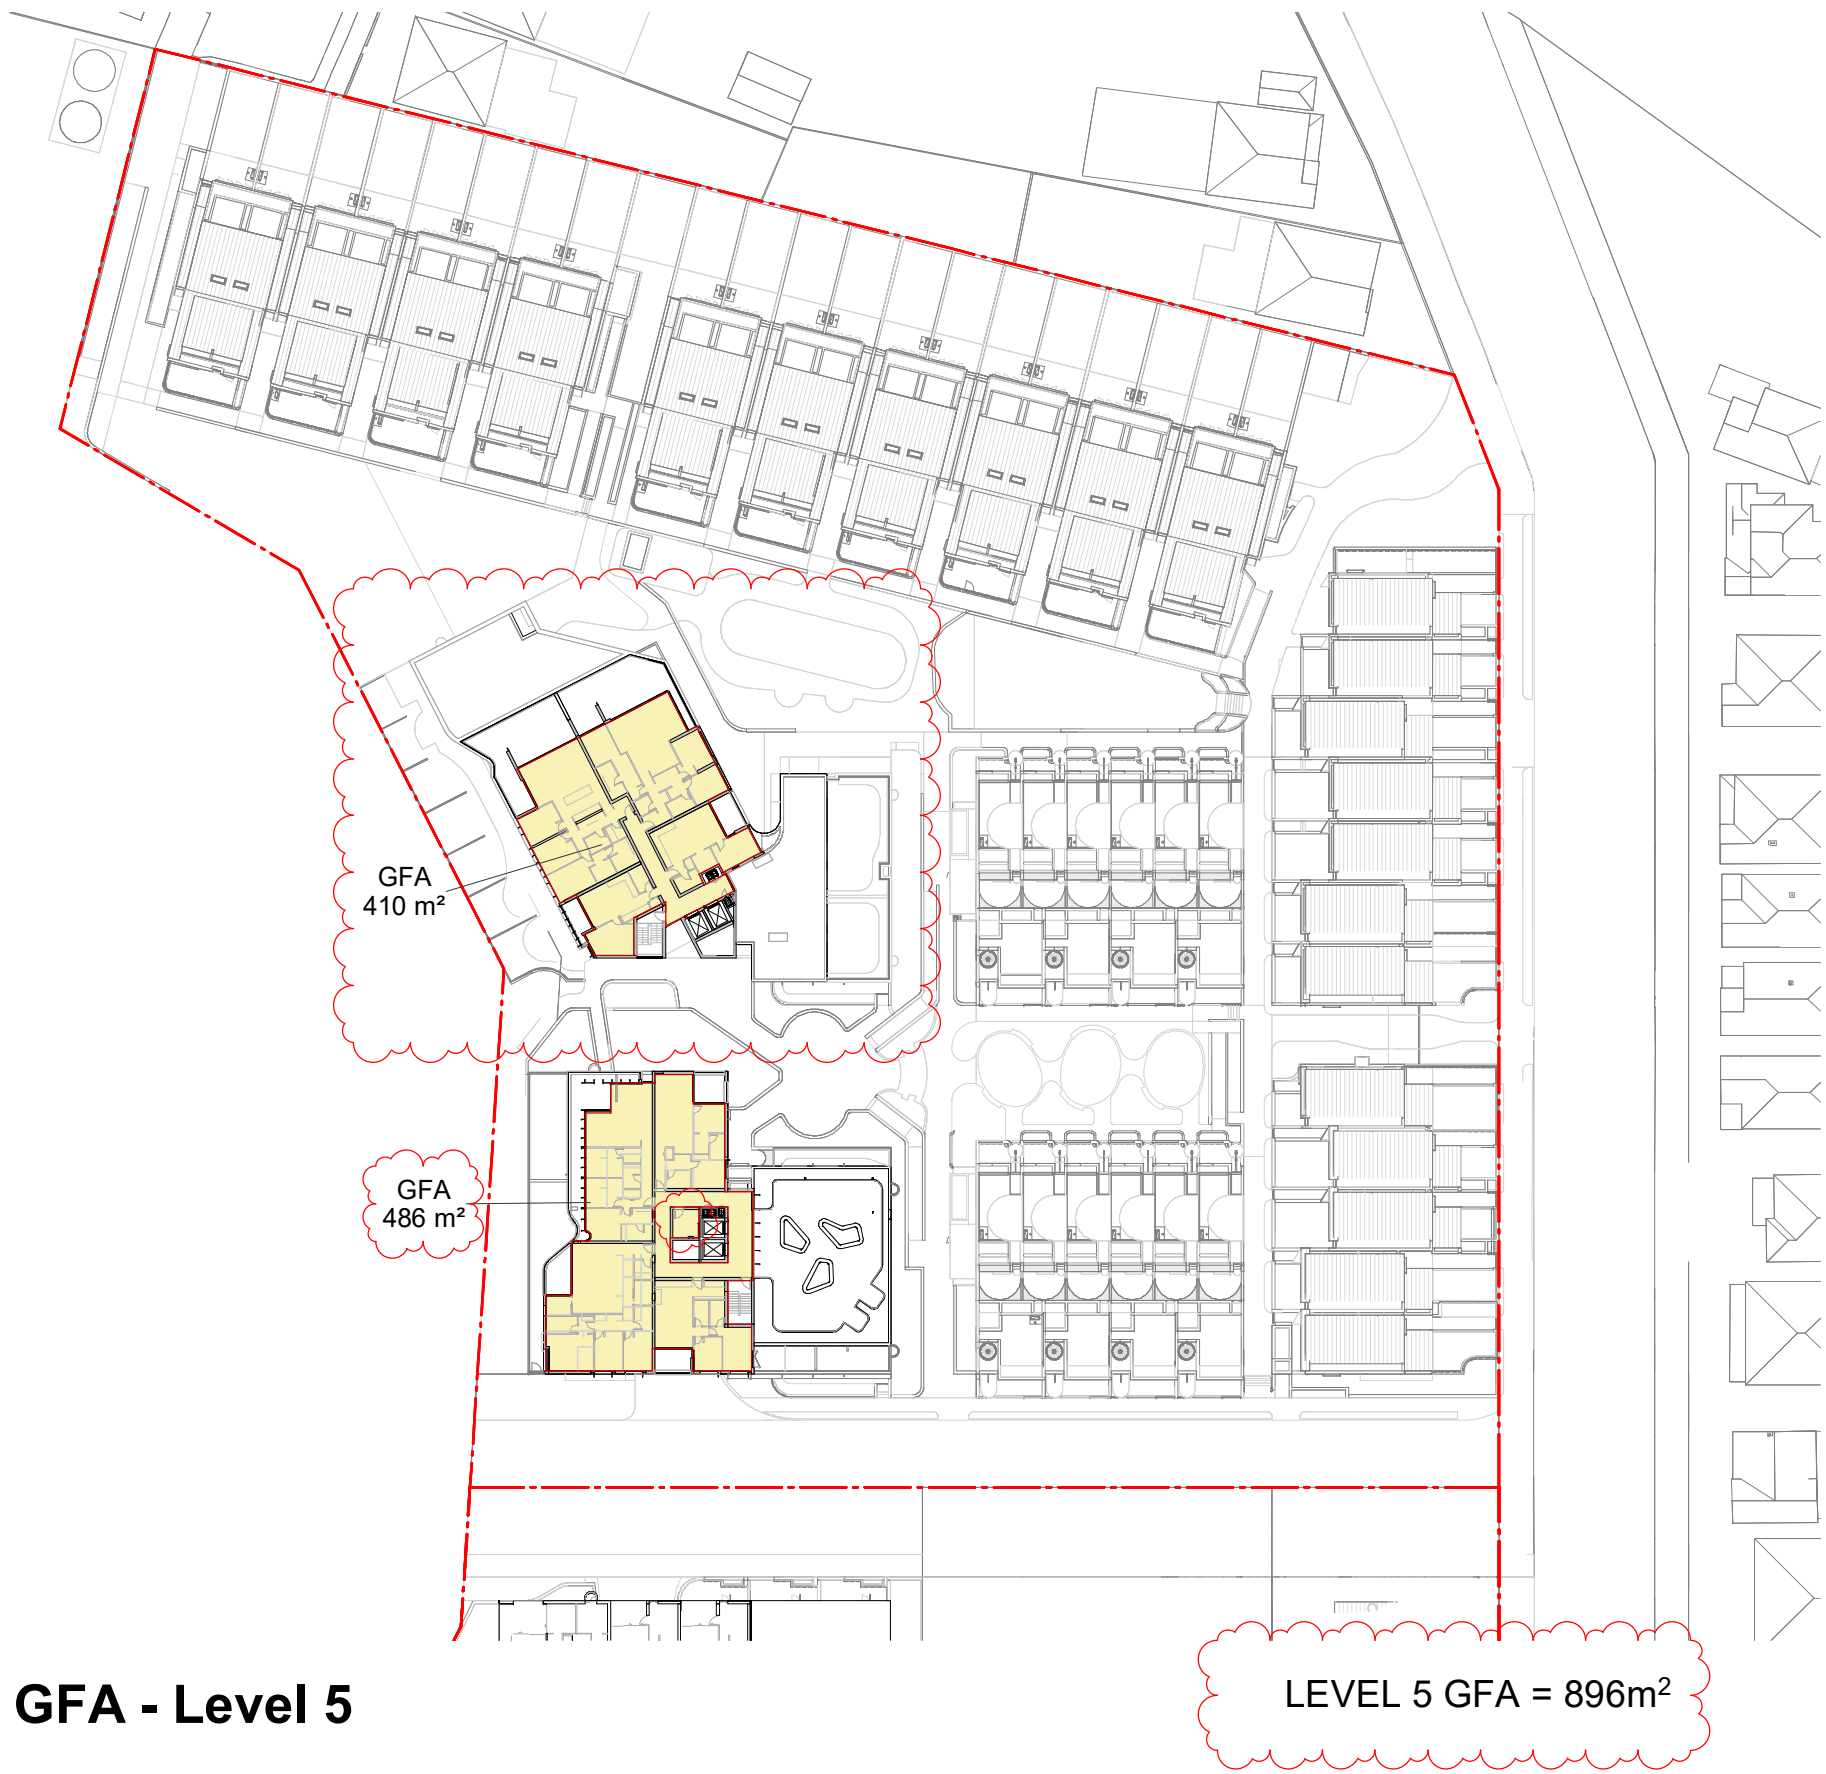 GFA
410 m²
GFA
486 m²
GFA - Level 5
LEVEL 5 GFA = 896m²